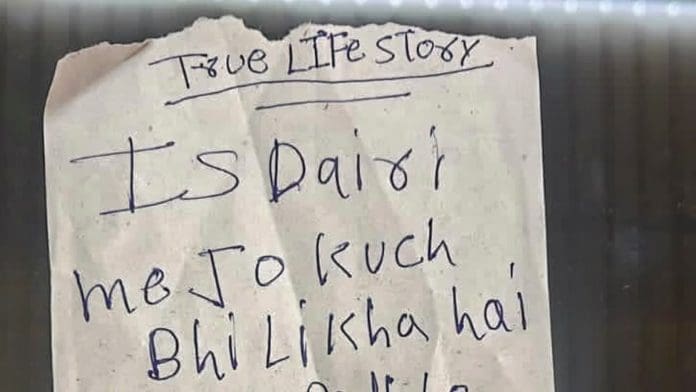 True LIFe story
Is Dairi
me Jo kuch
Bhi Likha hai